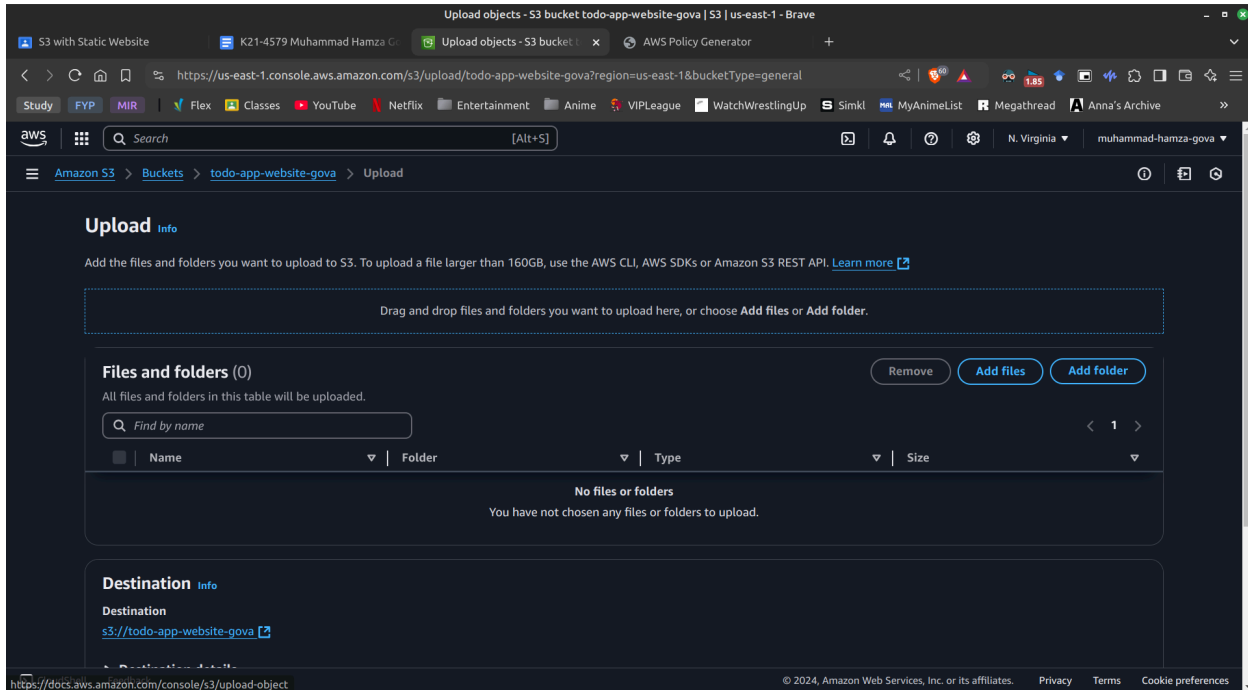 Upload objects - S3 bucket todo-app-website-gova | S3 | us-east-1 - Brave
S3 with Static Website
K21-4579 Muhammad Hamza Go
Upload objects - S3 bucket t
AWS Policy Generator
https://us-east-1.console.aws.amazon.com/s3/upload/todo-app-website-gova?region=us-east-1&bucketType=general
60
1.85
Study FYP MIR Flex Classes YouTube Netflix Entertainment Anime VIPLeague WatchWrestlingUp Simkl MAL MyAnimeList Megathread Anna's Archive »
aws Search [Alt+S] N. Virginia ▼ muhammad-hamza-gova ▼
Amazon S3 > Buckets > todo-app-website-gova > Upload
Upload Info
Add the files and folders you want to upload to S3. To upload a file larger than 160GB, use the AWS CLI, AWS SDKs or Amazon S3 REST API. Learn more
Drag and drop files and folders you want to upload here, or choose Add files or Add folder.
Files and folders (0)
Remove Add files Add folder
All files and folders in this table will be uploaded.
Find by name
1
Name Folder Type Size
No files or folders
You have not chosen any files or folders to upload.
Destination Info
Destination
s3://todo-app-website-gova
https://docs.aws.amazon.com/console/s3/upload-object
© 2024, Amazon Web Services, Inc. or its affiliates. Privacy Terms Cookie preferences